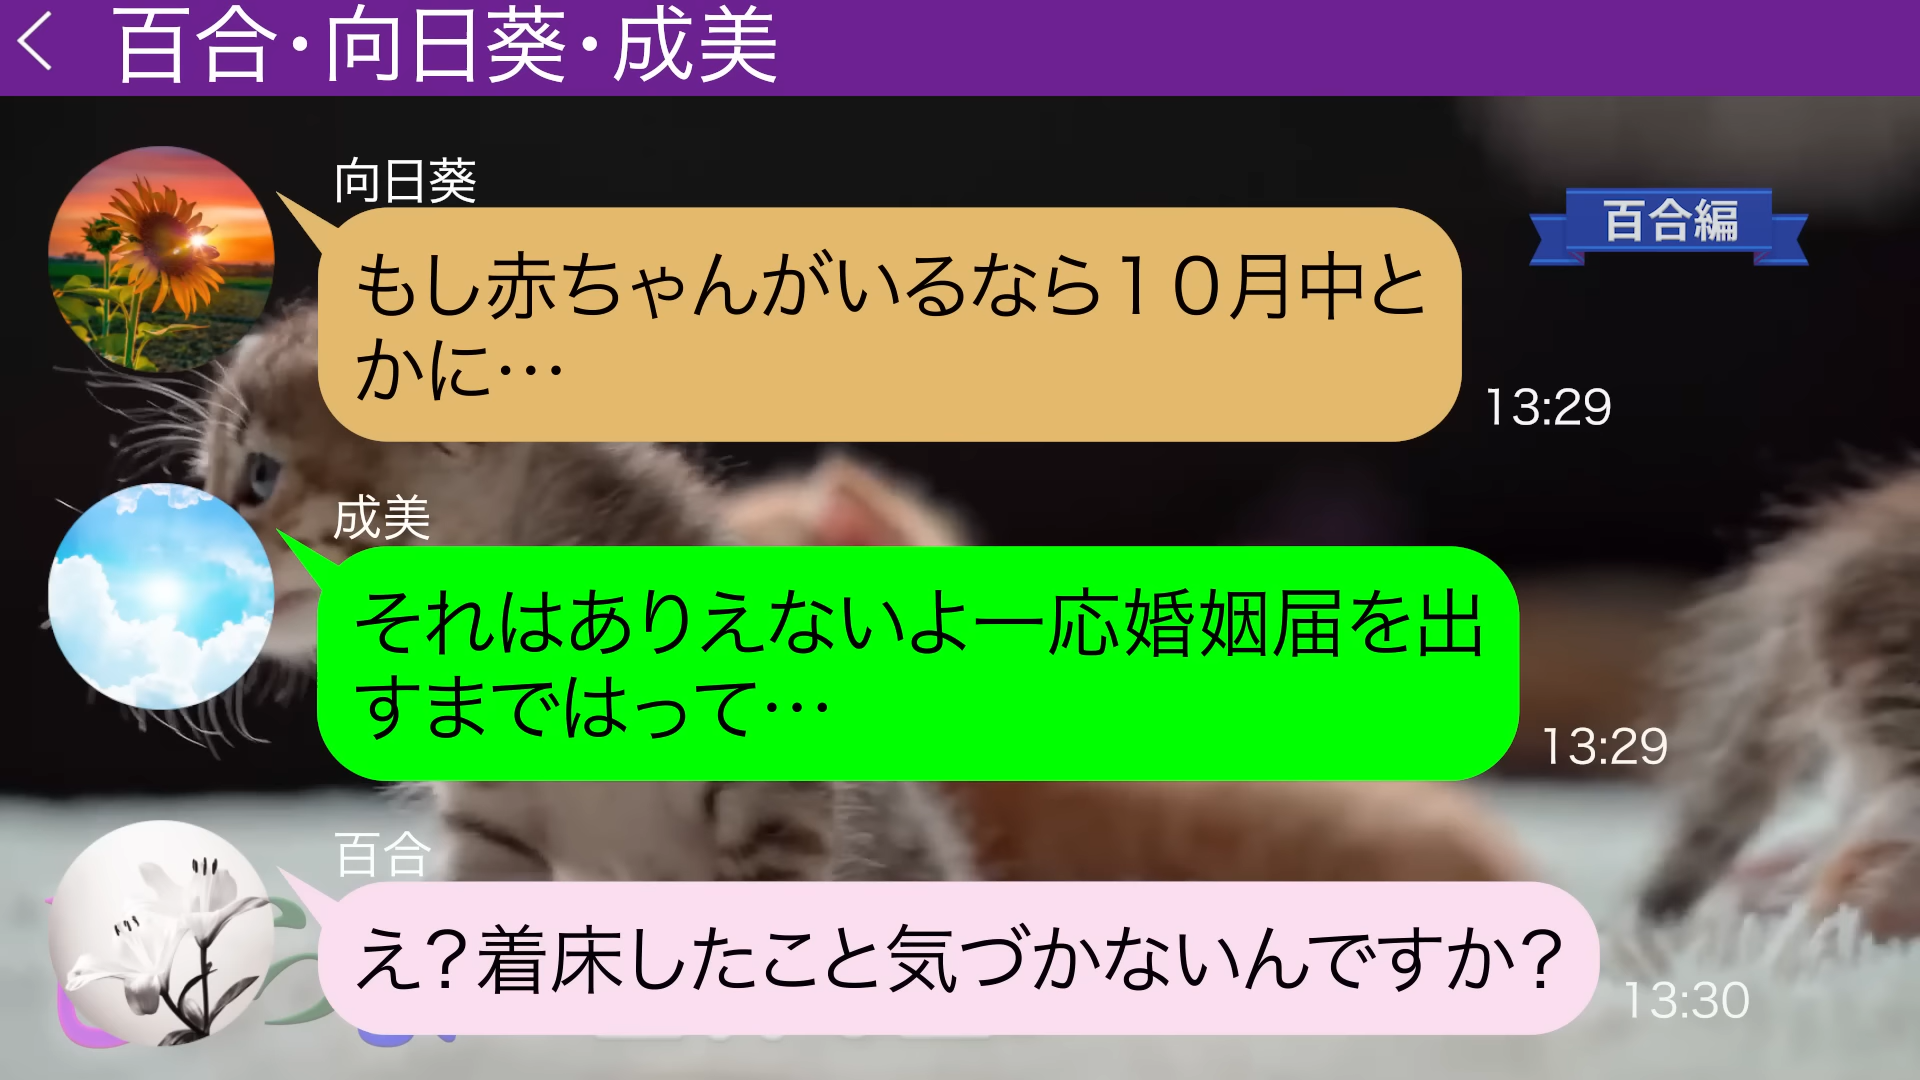 百合・向日葵・成美
向日葵
百合編
もし赤ちゃんがいるなら１０月中と
かに…
13:29
成美
それはありえないよ一応婚姻届を出
すまではって…
13:29
百合
え？着床したこと気づかないんですか？
13:30